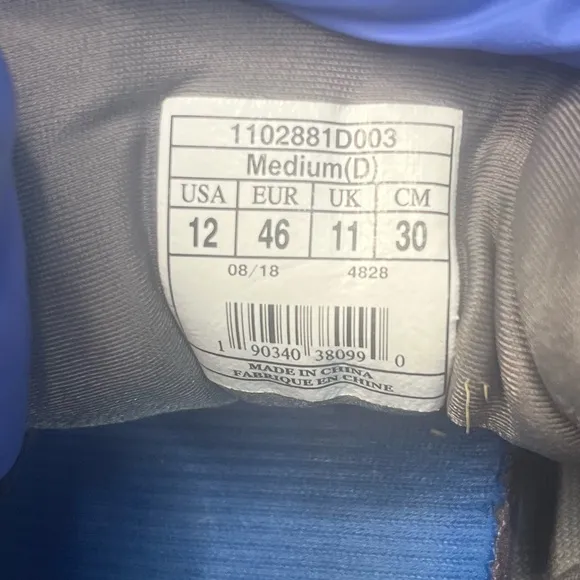 1102881D003
Medium(D)
USA EUR UK CM
12 46 11 30
08/18 4828
1 90340 38099 0
MADE IN CHINA
FABRIQUE EN CHINE